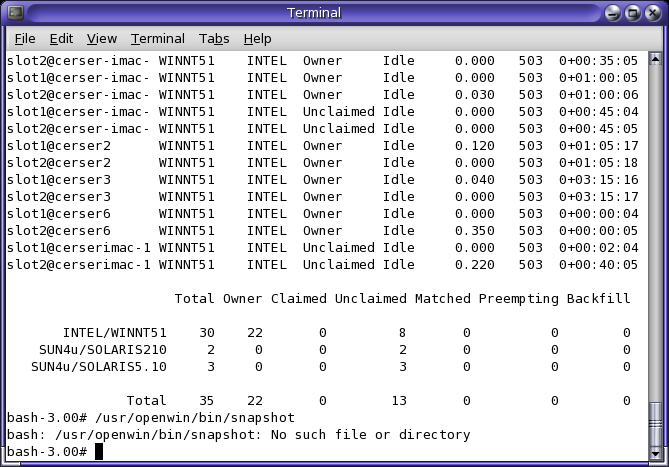 Terminal
File Edit View Terminal Tabs Help
slot2@cerser-imac- WINNT51    INTEL  Owner     Idle     0.000   503  0+00:35:05
slot1@cerser-imac- WINNT51    INTEL  Owner     Idle     0.000   503  0+01:00:05
slot2@cerser-imac- WINNT51    INTEL  Owner     Idle     0.030   503  0+01:00:06
slot1@cerser-imac- WINNT51    INTEL  Unclaimed Idle     0.000   503  0+00:45:04
slot2@cerser-imac- WINNT51    INTEL  Unclaimed Idle     0.000   503  0+00:45:05
slot1@cerser2      WINNT51    INTEL  Owner     Idle     0.120   503  0+01:05:17
slot2@cerser2      WINNT51    INTEL  Owner     Idle     0.000   503  0+01:05:18
slot1@cerser3      WINNT51    INTEL  Owner     Idle     0.040   503  0+03:15:16
slot2@cerser3      WINNT51    INTEL  Owner     Idle     0.000   503  0+03:15:17
slot1@cerser6      WINNT51    INTEL  Owner     Idle     0.000   503  0+00:00:04
slot2@cerser6      WINNT51    INTEL  Owner     Idle     0.350   503  0+00:00:05
slot1@cerserimac-1 WINNT51    INTEL  Unclaimed Idle     0.000   503  0+00:02:04
slot2@cerserimac-1 WINNT51    INTEL  Unclaimed Idle     0.220   503  0+00:40:05
Total Owner Claimed Unclaimed Matched Preempting Backfill
INTEL/WINNT51    30    22       0         8       0          0        0
SUN4u/SOLARIS210     2     0       0         2       0          0        0
SUN4u/SOLARIS5.10     3     0       0         3       0          0        0
Total    35    22       0        13       0          0        0
bash-3.00# /usr/openwin/bin/snapshot
bash: /usr/openwin/bin/snapshot: No such file or directory
bash-3.00#